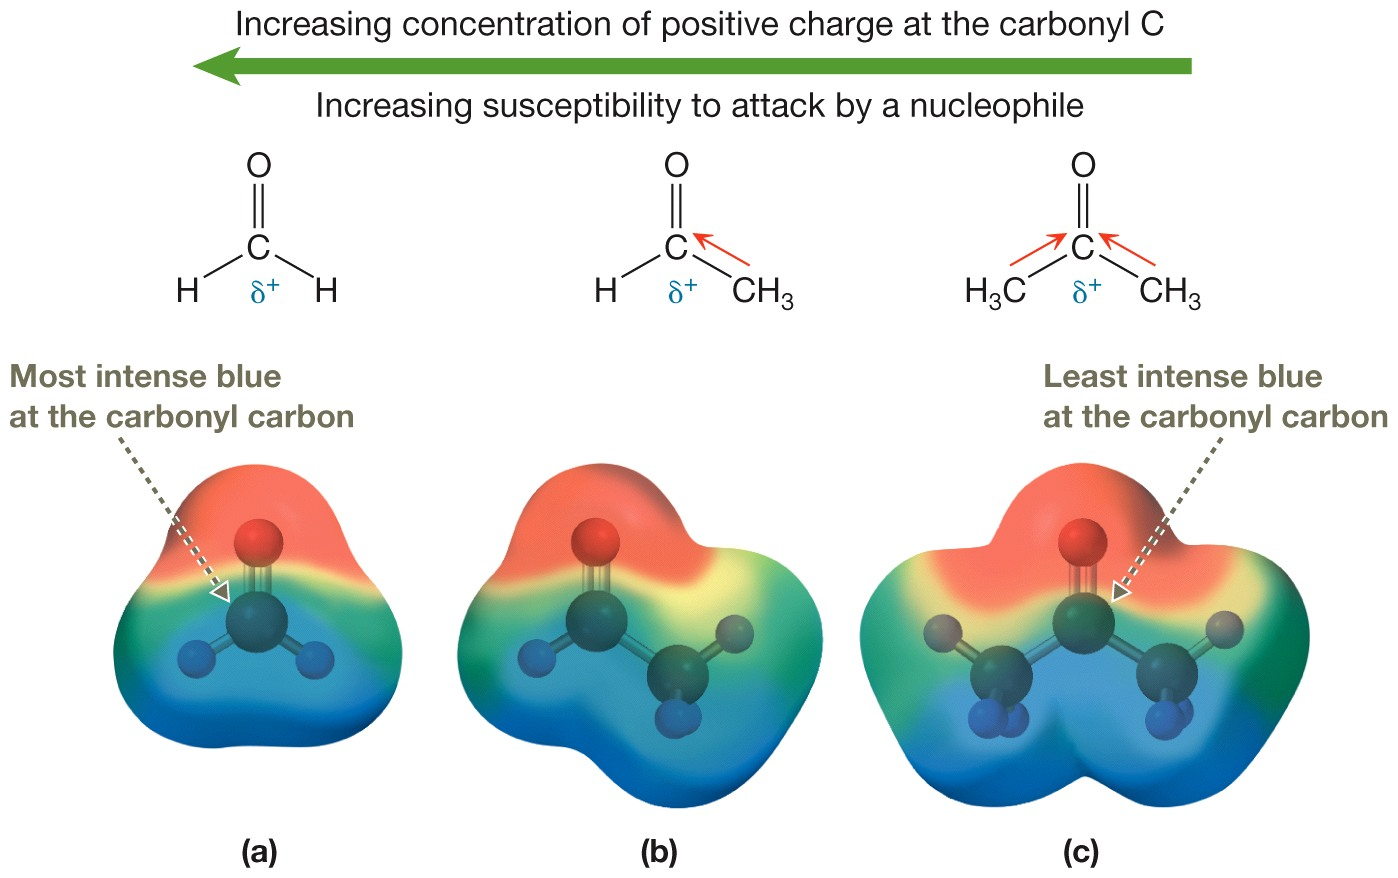 Increasing concentration of positive charge at the carbonyl C
Increasing susceptibility to attack by a nucleophile
O
C
H δ+ H
O
C
H δ+ CH3
O
C
H3C δ+ CH3
Most intense blue
at the carbonyl carbon
Least intense blue
at the carbonyl carbon
(a)
(b)
(c)